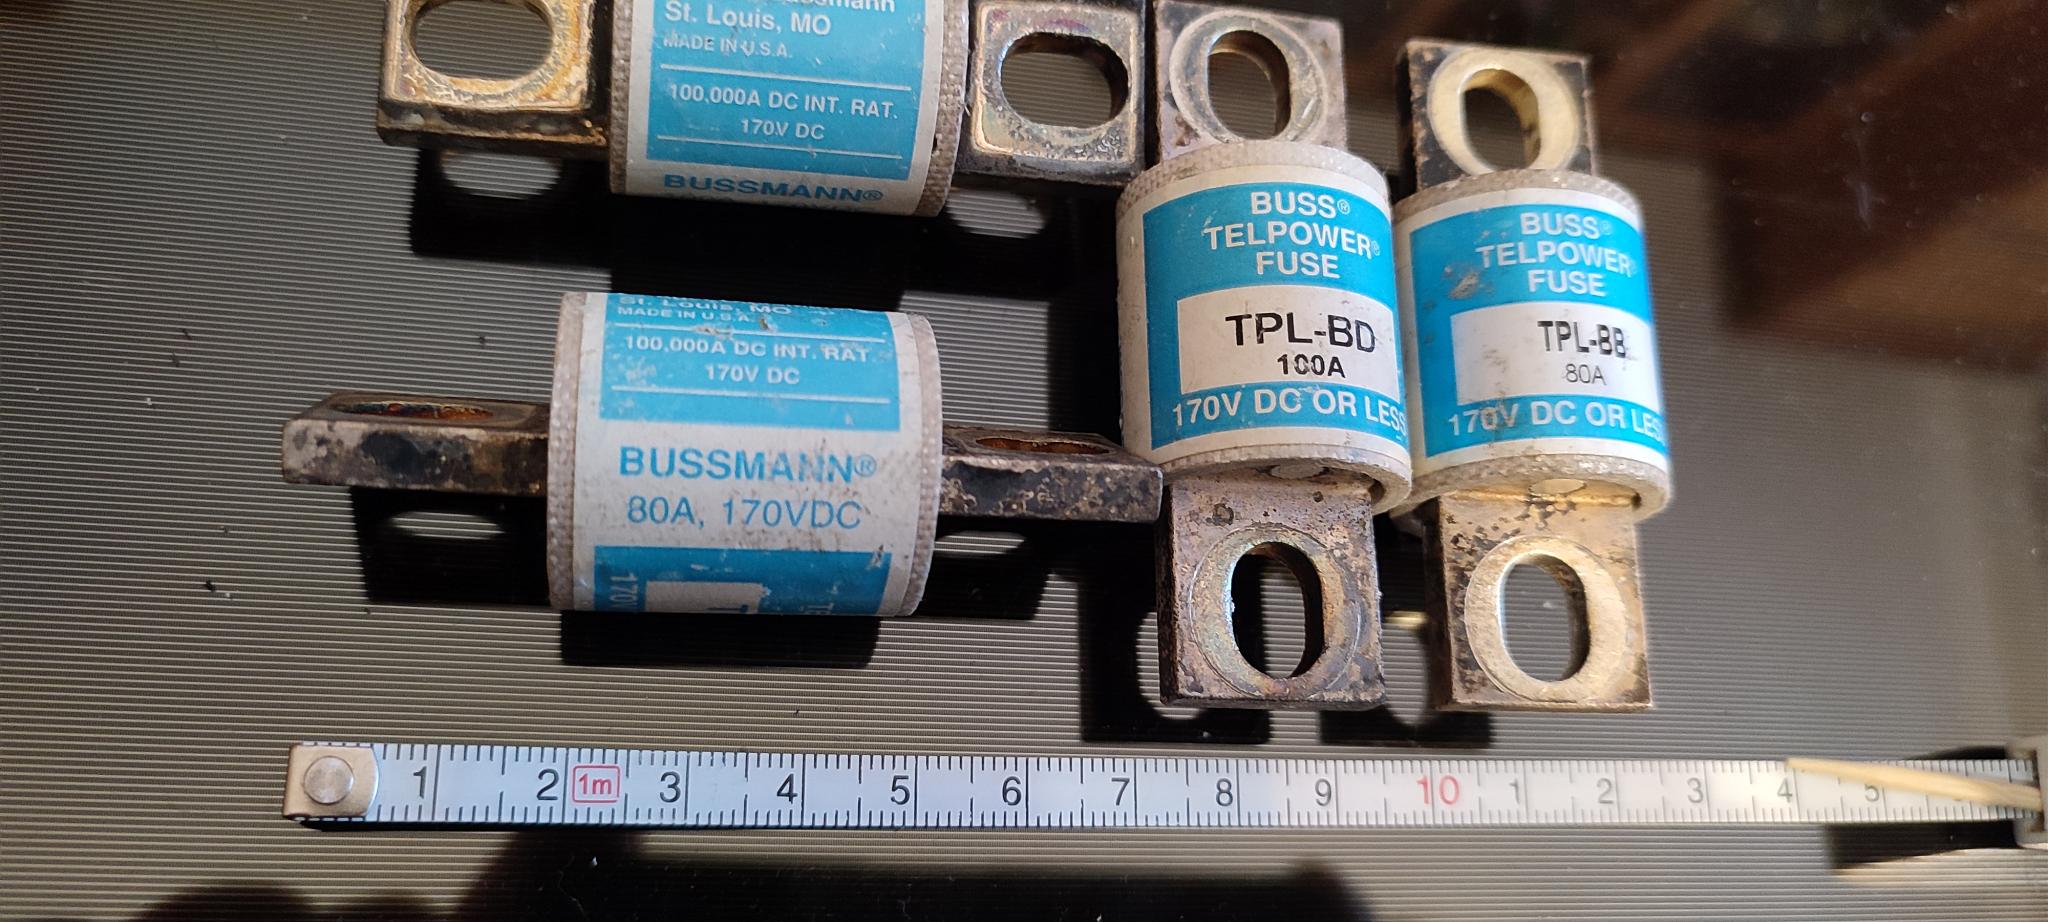 St. Louis, MO
MADE IN U.S.A.
100,000A DC INT. RAT.
170V DC
BUSSMANN®
St. Louis, MO
MADE IN U.S.A.
100,000A DC INT. RAT.
170V DC
BUSSMANN®
80A, 170VDC
170V
BUSS®
TELPOWER®
FUSE
TPL-BD
100A
170V DC OR LESS
BUSS®
TELPOWER®
FUSE
TPL-BB
80A
170V DC OR LES
1 2 1m 3 4 5 6 7 8 9 10 1 2 3 4 5